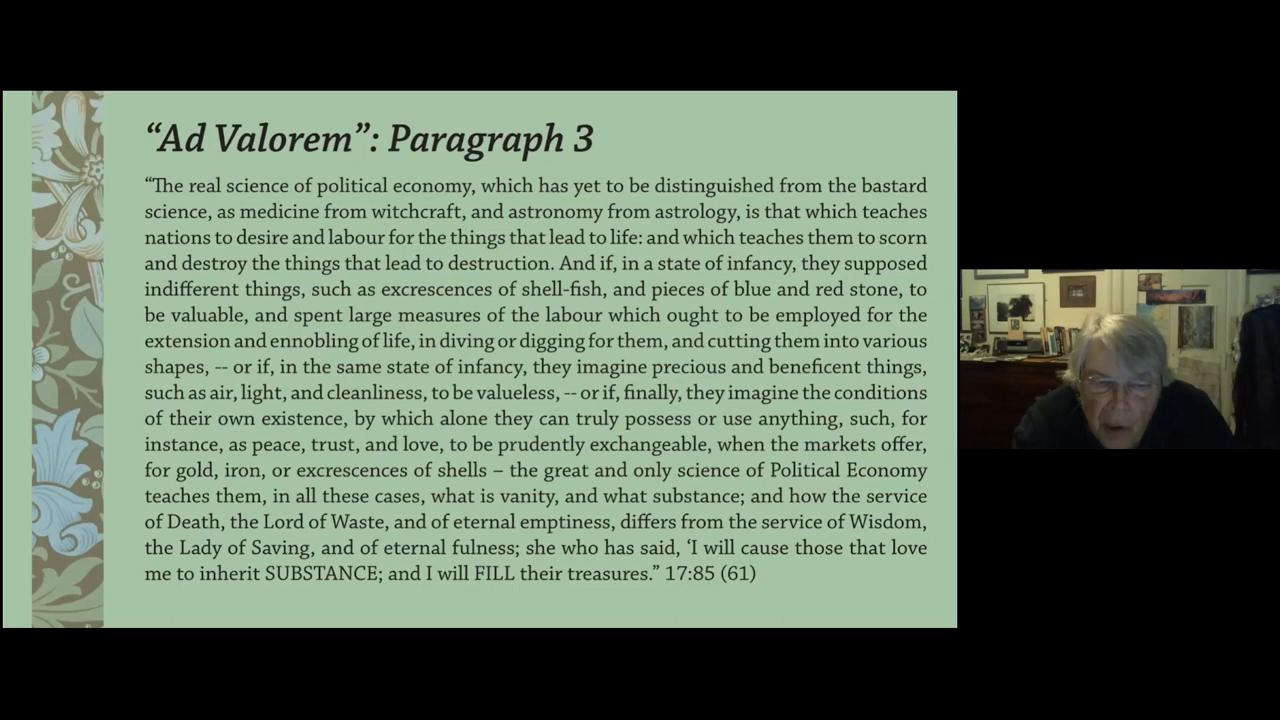 “Ad Valorem”: Paragraph 3
“The real science of political economy, which has yet to be distinguished from the bastard
science, as medicine from witchcraft, and astronomy from astrology, is that which teaches
nations to desire and labour for the things that lead to life: and which teaches them to scorn
and destroy the things that lead to destruction. And if, in a state of infancy, they supposed
indifferent things, such as excrescences of shell-fish, and pieces of blue and red stone, to
be valuable, and spent large measures of the labour which ought to be employed for the
extension and ennobling of life, in diving or digging for them, and cutting them into various
shapes, -- or if, in the same state of infancy, they imagine precious and beneficent things,
such as air, light, and cleanliness, to be valueless, -- or if, finally, they imagine the conditions
of their own existence, by which alone they can truly possess or use anything, such, for
instance, as peace, trust, and love, to be prudently exchangeable, when the markets offer,
for gold, iron, or excrescences of shells – the great and only science of Political Economy
teaches them, in all these cases, what is vanity, and what substance; and how the service
of Death, the Lord of Waste, and of eternal emptiness, differs from the service of Wisdom,
the Lady of Saving, and of eternal fulness; she who has said, ‘I will cause those that love
me to inherit SUBSTANCE; and I will FILL their treasures.” 17:85 (61)